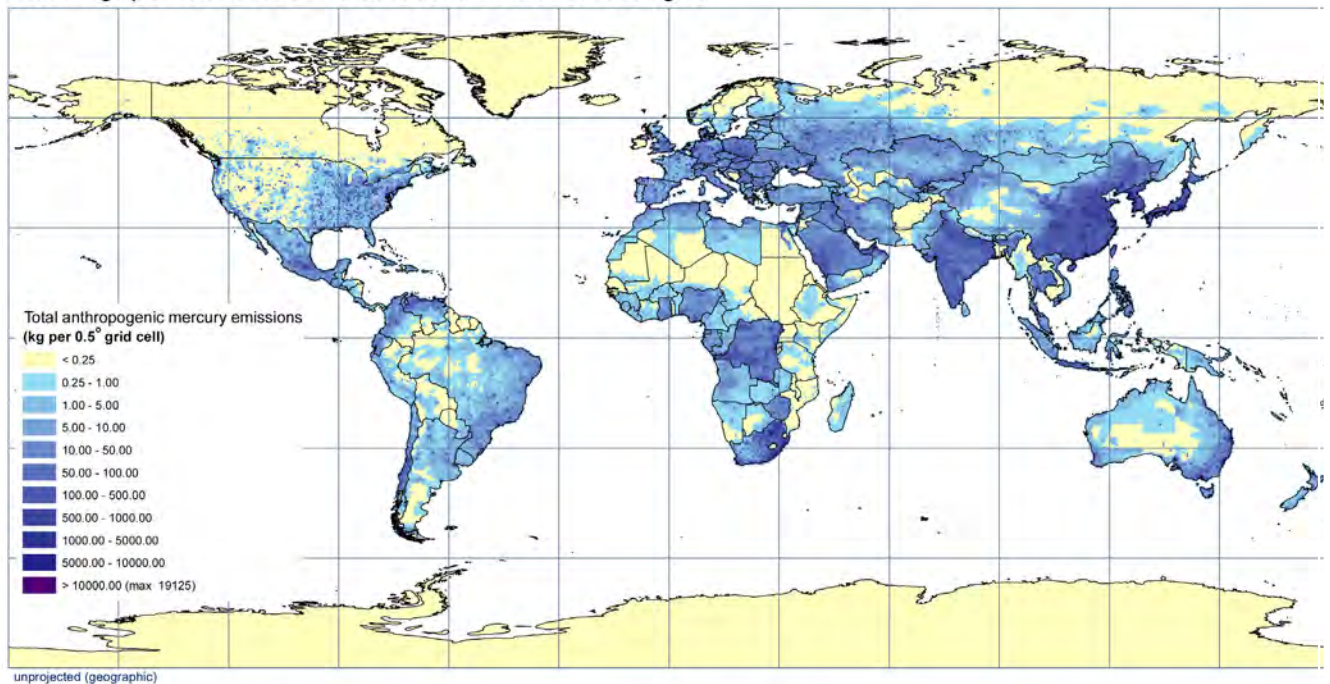 Total anthropogenic mercury emissions
(kg per 0.5° grid cell)
< 0.25
0.25 - 1.00
1.00 - 5.00
5.00 - 10.00
10.00 - 50.00
50.00 - 100.00
100.00 - 500.00
500.00 - 1000.00
1000.00 - 5000.00
5000.00 - 10000.00
> 10000.00 (max 19125)
unprojected (geographic)